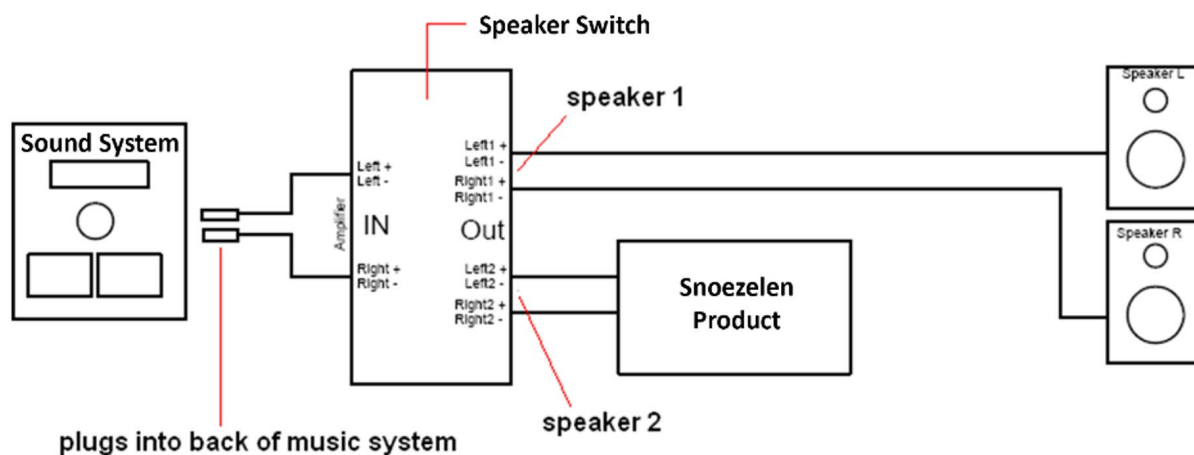 Speaker Switch
Speaker L
speaker 1
Sound System
Left1 +
Left1 -
Left +
Left -
Right1 +
Right1 -
Amplifier
IN
Out
Speaker R
Right +
Right -
Left2 +
Left2 -
Right2 +
Right2 -
Snoezelen
Product
speaker 2
plugs into back of music system